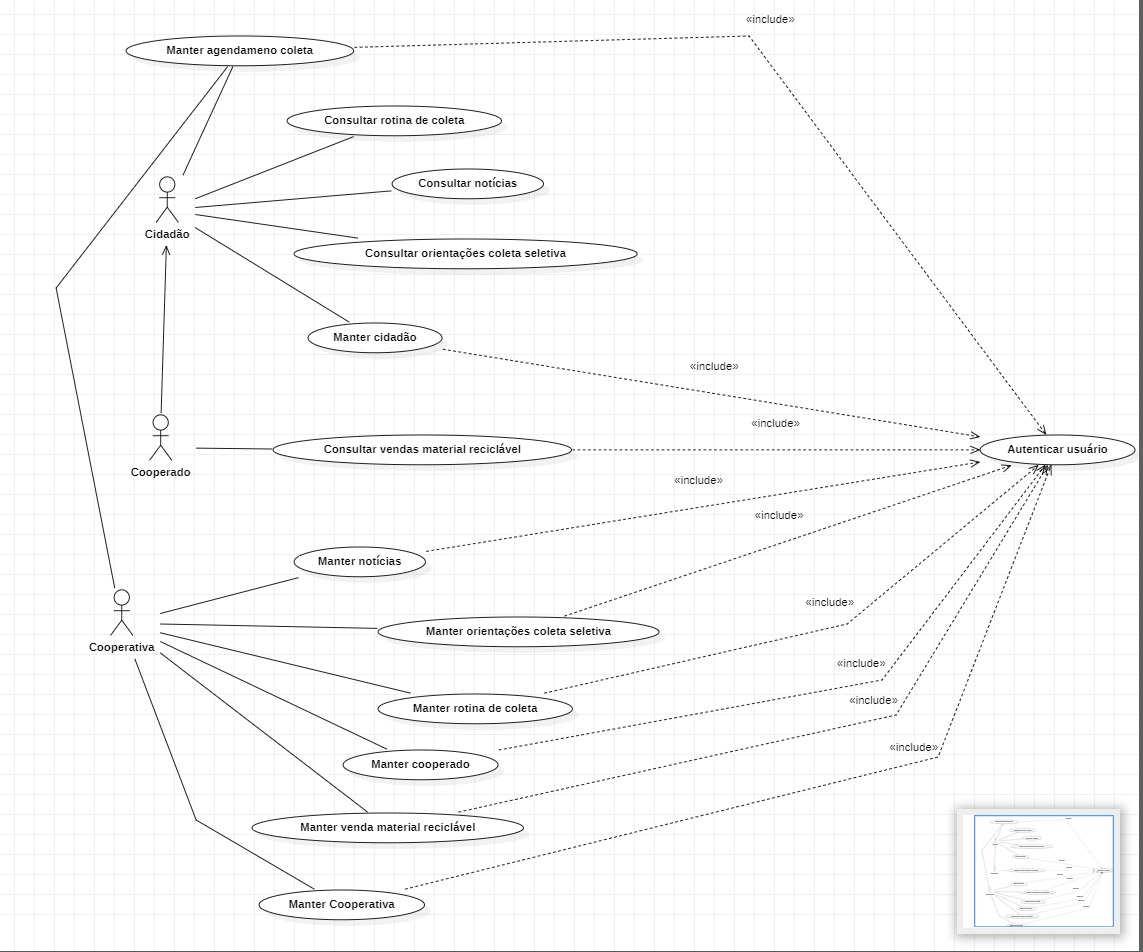 «include»
Manter agendameno coleta
Consultar rotina de coleta
Consultar notícias
Cidadão
Consultar orientações coleta seletiva
Manter cidadão
«include»
«include»
Cooperado
Consultar vendas material reciclável
Autenticar usuário
«include»
«include»
Manter notícias
«include»
Cooperativa
Manter orientações coleta seletiva
«include»
«include»
Manter rotina de coleta
«include»
Manter cooperado
Manter venda material reciclável
Manter Cooperativa